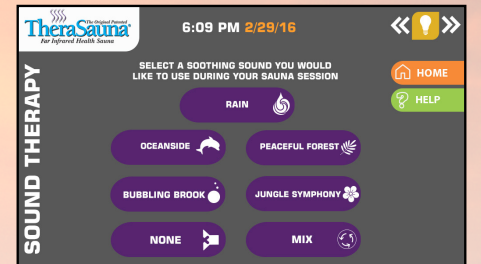 The Original Patented
TheraSauna®
Far Infrared Health Sauna
6:09 PM 2/29/16
SELECT A SOOTHING SOUND YOU WOULD
LIKE TO USE DURING YOUR SAUNA SESSION
HOME
HELP
SOUND THERAPY
RAIN
OCEANSIDE
PEACEFUL FOREST
BUBBLING BROOK
JUNGLE SYMPHONY
NONE
MIX